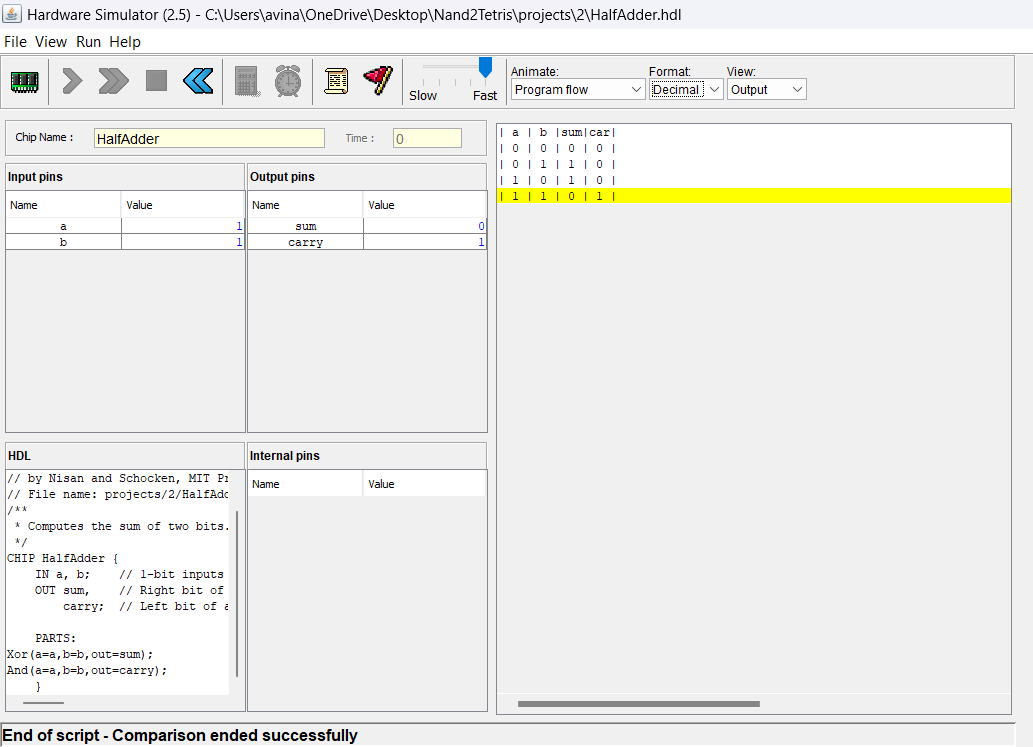 Hardware Simulator (2.5) - C:\Users\avina\OneDrive\Desktop\Nand2Tetris\projects\2\HalfAdder.hdl
File View Run Help
Animate: Format: View:
Slow Fast Program flow Decimal Output
Chip Name : HalfAdder Time : 0
Input pins
Name Value
a 1
b 1
Output pins
Name Value
sum 0
carry 1
HDL
// by Nisan and Schocken, MIT Pr
// File name: projects/2/HalfAdd
/**
* Computes the sum of two bits.
*/
CHIP HalfAdder {
IN a, b; // 1-bit inputs
OUT sum, // Right bit of
carry; // Left bit of a
PARTS:
Xor(a=a,b=b,out=sum);
And(a=a,b=b,out=carry);
}
Internal pins
Name Value
| a | b |sum|car|
| 0 | 0 | 0 | 0 |
| 0 | 1 | 1 | 0 |
| 1 | 0 | 1 | 0 |
| 1 | 1 | 0 | 1 |
End of script - Comparison ended successfully